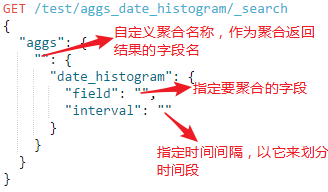 GET /test/aggs_date_histogram/_search
{
"aggs": {
"": {
"date_histogram": {
"field": "",
"interval": ""
}
}
}
}
自定义聚合名称，作为聚合返回
结果的字段名
指定要聚合的字段
指定时间间隔，以它来划分
时间段